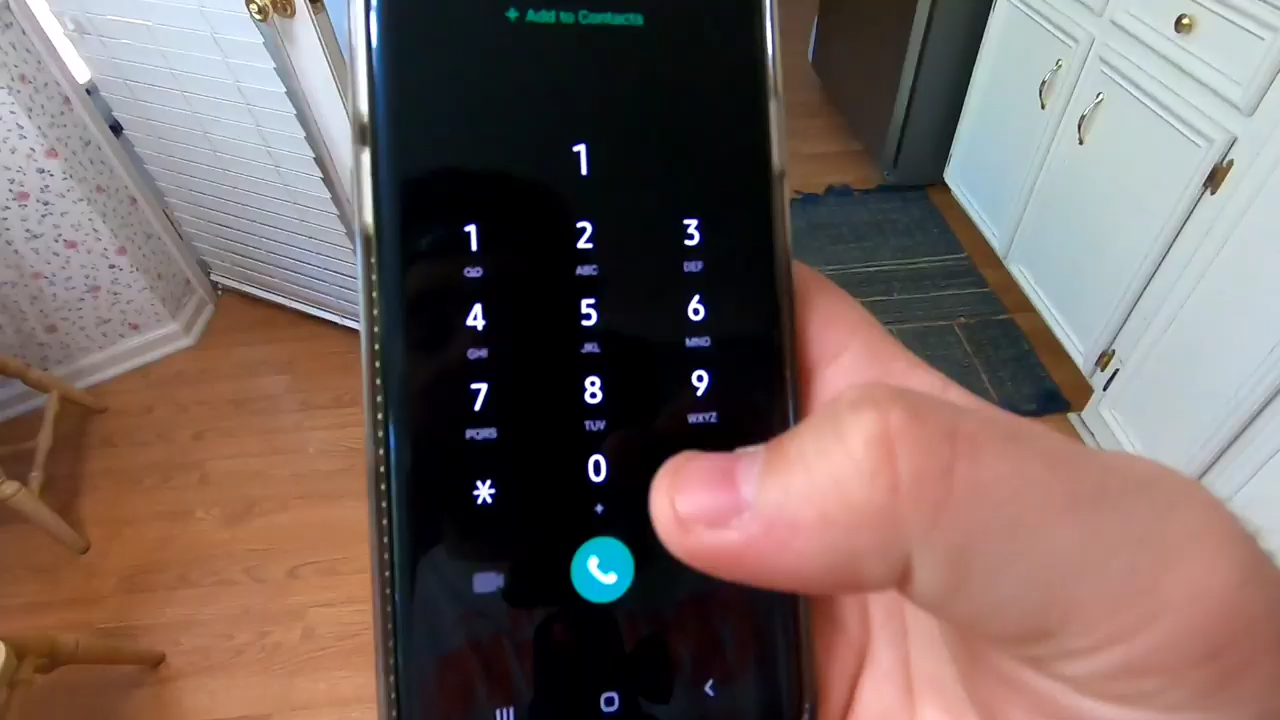 + Add to Contacts
1
1 2 3
ABC DEF
4 5 6
GHI JKL MNO
7 8 9
PQRS TUV WXYZ
* 0
+